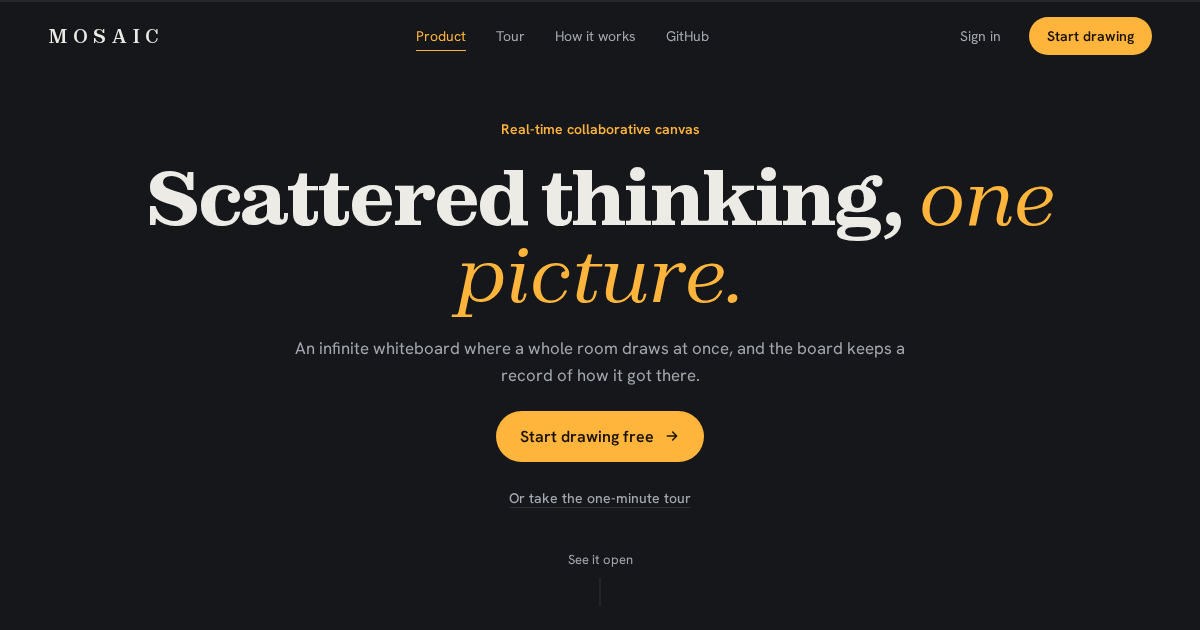 MOSAIC
Product Tour How it works GitHub
Sign in Start drawing
Real-time collaborative canvas
Scattered thinking, one
picture.
An infinite whiteboard where a whole room draws at once, and the board keeps a
record of how it got there.
Start drawing free →
Or take the one-minute tour
See it open